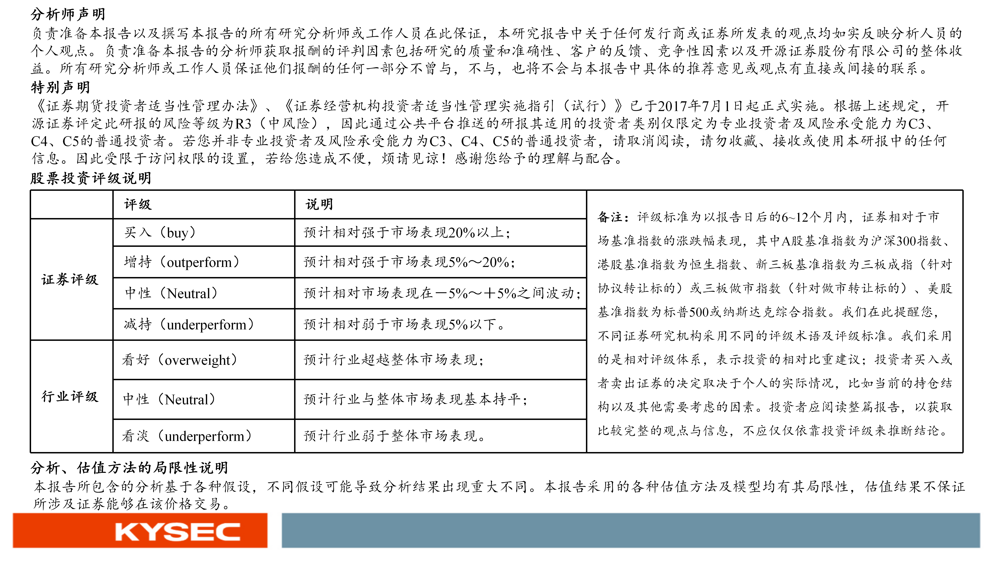 分析师声明
负责准备本报告以及撰写本报告的所有研究分析师或工作人员在此保证，本研究报告中关于任何发行商或证券所发表的观点均如实反映分析人员的
个人观点。负责准备本报告的分析师获取报酬的评判因素包括研究的质量和准确性、客户的反馈、竞争性因素以及开源证券股份有限公司的整体收
益。所有研究分析师或工作人员保证他们报酬的任何一部分不曾与，不与，也将不会与本报告中具体的推荐意见或观点有直接或间接的联系。
特别声明
《证券期货投资者适当性管理办法》、《证券经营机构投资者适当性管理实施指引（试行）》已于2017年7月1日起正式实施。根据上述规定，开
源证券评定此研报的风险等级为R3（中风险），因此通过公共平台推送的研报其适用的投资者类别仅限定为专业投资者及风险承受能力为C3、
C4、C5的普通投资者。若您并非专业投资者及风险承受能力为C3、C4、C5的普通投资者，请取消阅读，请勿收藏、接收或使用本研报中的任何
信息。因此受限于访问权限的设置，若给您造成不便，烦请见谅！感谢您给予的理解与配合。
股票投资评级说明
评级
说明
证券评级
买入（buy）
预计相对强于市场表现20%以上；
增持（outperform）
预计相对强于市场表现5%～20%；
中性（Neutral）
预计相对市场表现在－5%～＋5%之间波动；
减持（underperform）
预计相对弱于市场表现5%以下。
行业评级
看好（overweight）
预计行业超越整体市场表现；
中性（Neutral）
预计行业与整体市场表现基本持平；
看淡（underperform）
预计行业弱于整体市场表现。
备注：评级标准为以报告日后的6~12个月内，证券相对于市
场基准指数的涨跌幅表现，其中A股基准指数为沪深300指数、
港股基准指数为恒生指数、新三板基准指数为三板成指（针对
协议转让标的）或三板做市指数（针对做市转让标的）、美股
基准指数为标普500或纳斯达克综合指数。我们在此提醒您，
不同证券研究机构采用不同的评级术语及评级标准。我们采用
的是相对评级体系，表示投资的相对比重建议；投资者买入或
者卖出证券的决定取决于个人的实际情况，比如当前的持仓结
构以及其他需要考虑的因素。投资者应阅读整篇报告，以获取
比较完整的观点与信息，不应仅仅依靠投资评级来推断结论。
分析、估值方法的局限性说明
本报告所包含的分析基于各种假设，不同假设可能导致分析结果出现重大不同。本报告采用的各种估值方法及模型均有其局限性，估值结果不保证
所涉及证券能够在该价格交易。
KYSEC